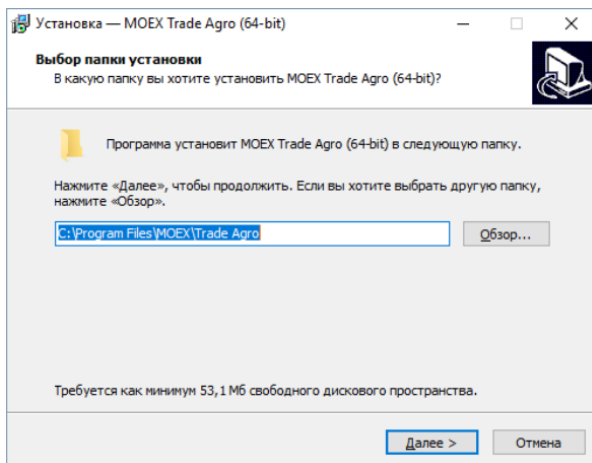 Установка — MOEX Trade Agro (64-bit)
Выбор папки установки
В какую папку вы хотите установить MOEX Trade Agro (64-bit)?
Программа установит MOEX Trade Agro (64-bit) в следующую папку.
Нажмите «Далее», чтобы продолжить. Если вы хотите выбрать другую папку,
нажмите «Обзор».
C:\Program Files\MOEX\Trade Agro
Обзор...
Требуется как минимум 53,1 Мб свободного дискового пространства.
Далее >
Отмена